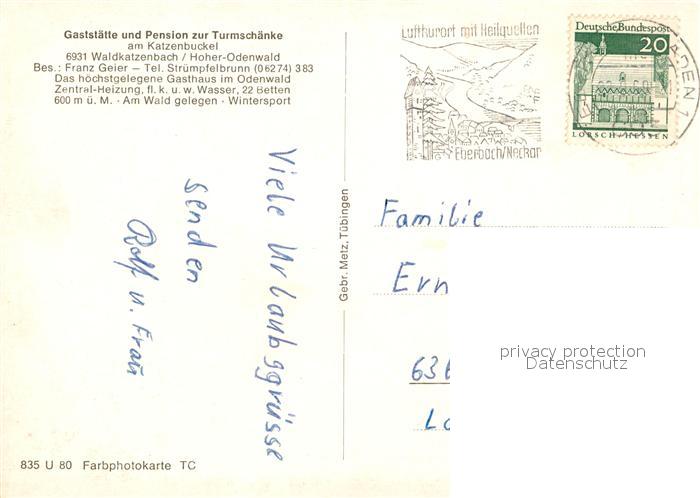 Gaststätte und Pension zur Turmschänke
am Katzenbuckel
6931 Waldkatzenbach / Hoher-Odenwald
Bes.: Franz Geier - Tel. Strümpfelbrunn (06274) 383
Das höchstgelegene Gasthaus im Odenwald
Zentral-Heizung, fl. k. u. w. Wasser, 22 Betten
600 m ü. M. · Am Wald gelegen · Wintersport
Luftkurort mit Heilquellen
Eberbach/Neckar
Deutsche Bundespost
20
LORSCH/HESSEN
Viele Urlaubsgrüsse
senden
Rolf u. Frau
Gebr. Metz, Tübingen
Familie
Ern
636
privacy protection
Datenschutz
835 U 80 Farbphotokarte TC